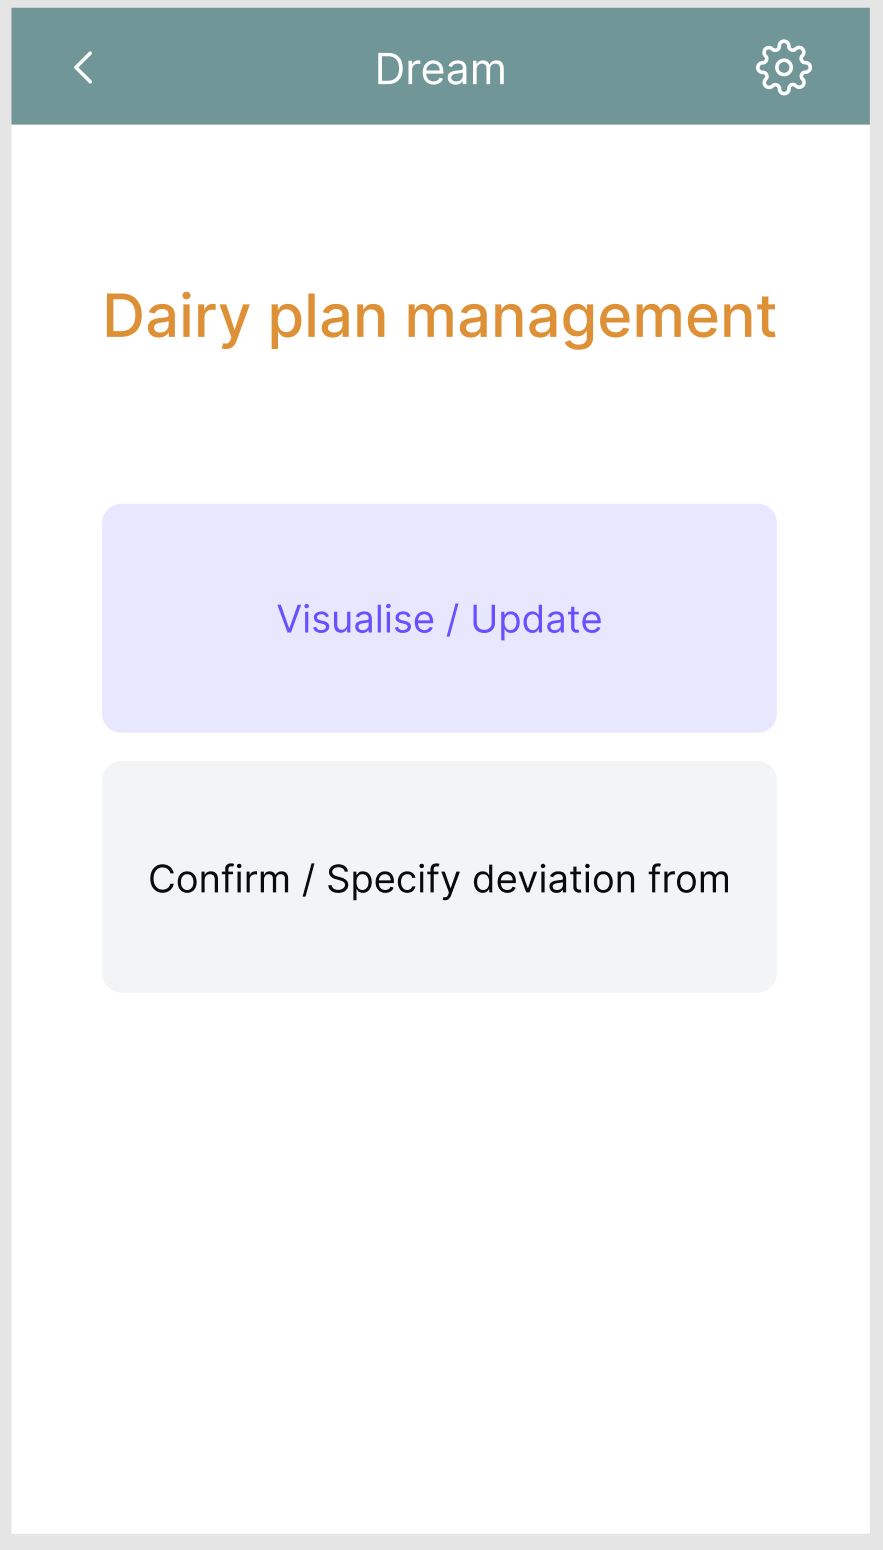 Dream
Dairy plan management
Visualise / Update
Confirm / Specify deviation from